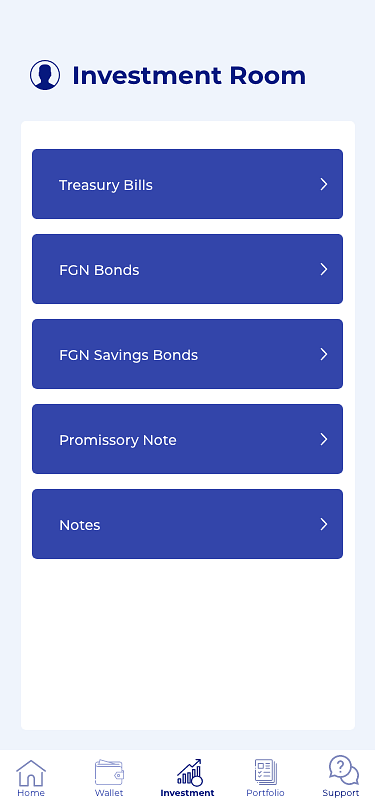 Investment Room
Treasury Bills
FGN Bonds
FGN Savings Bonds
Promissory Note
Notes
Home
Wallet
Investment
Portfolio
Support